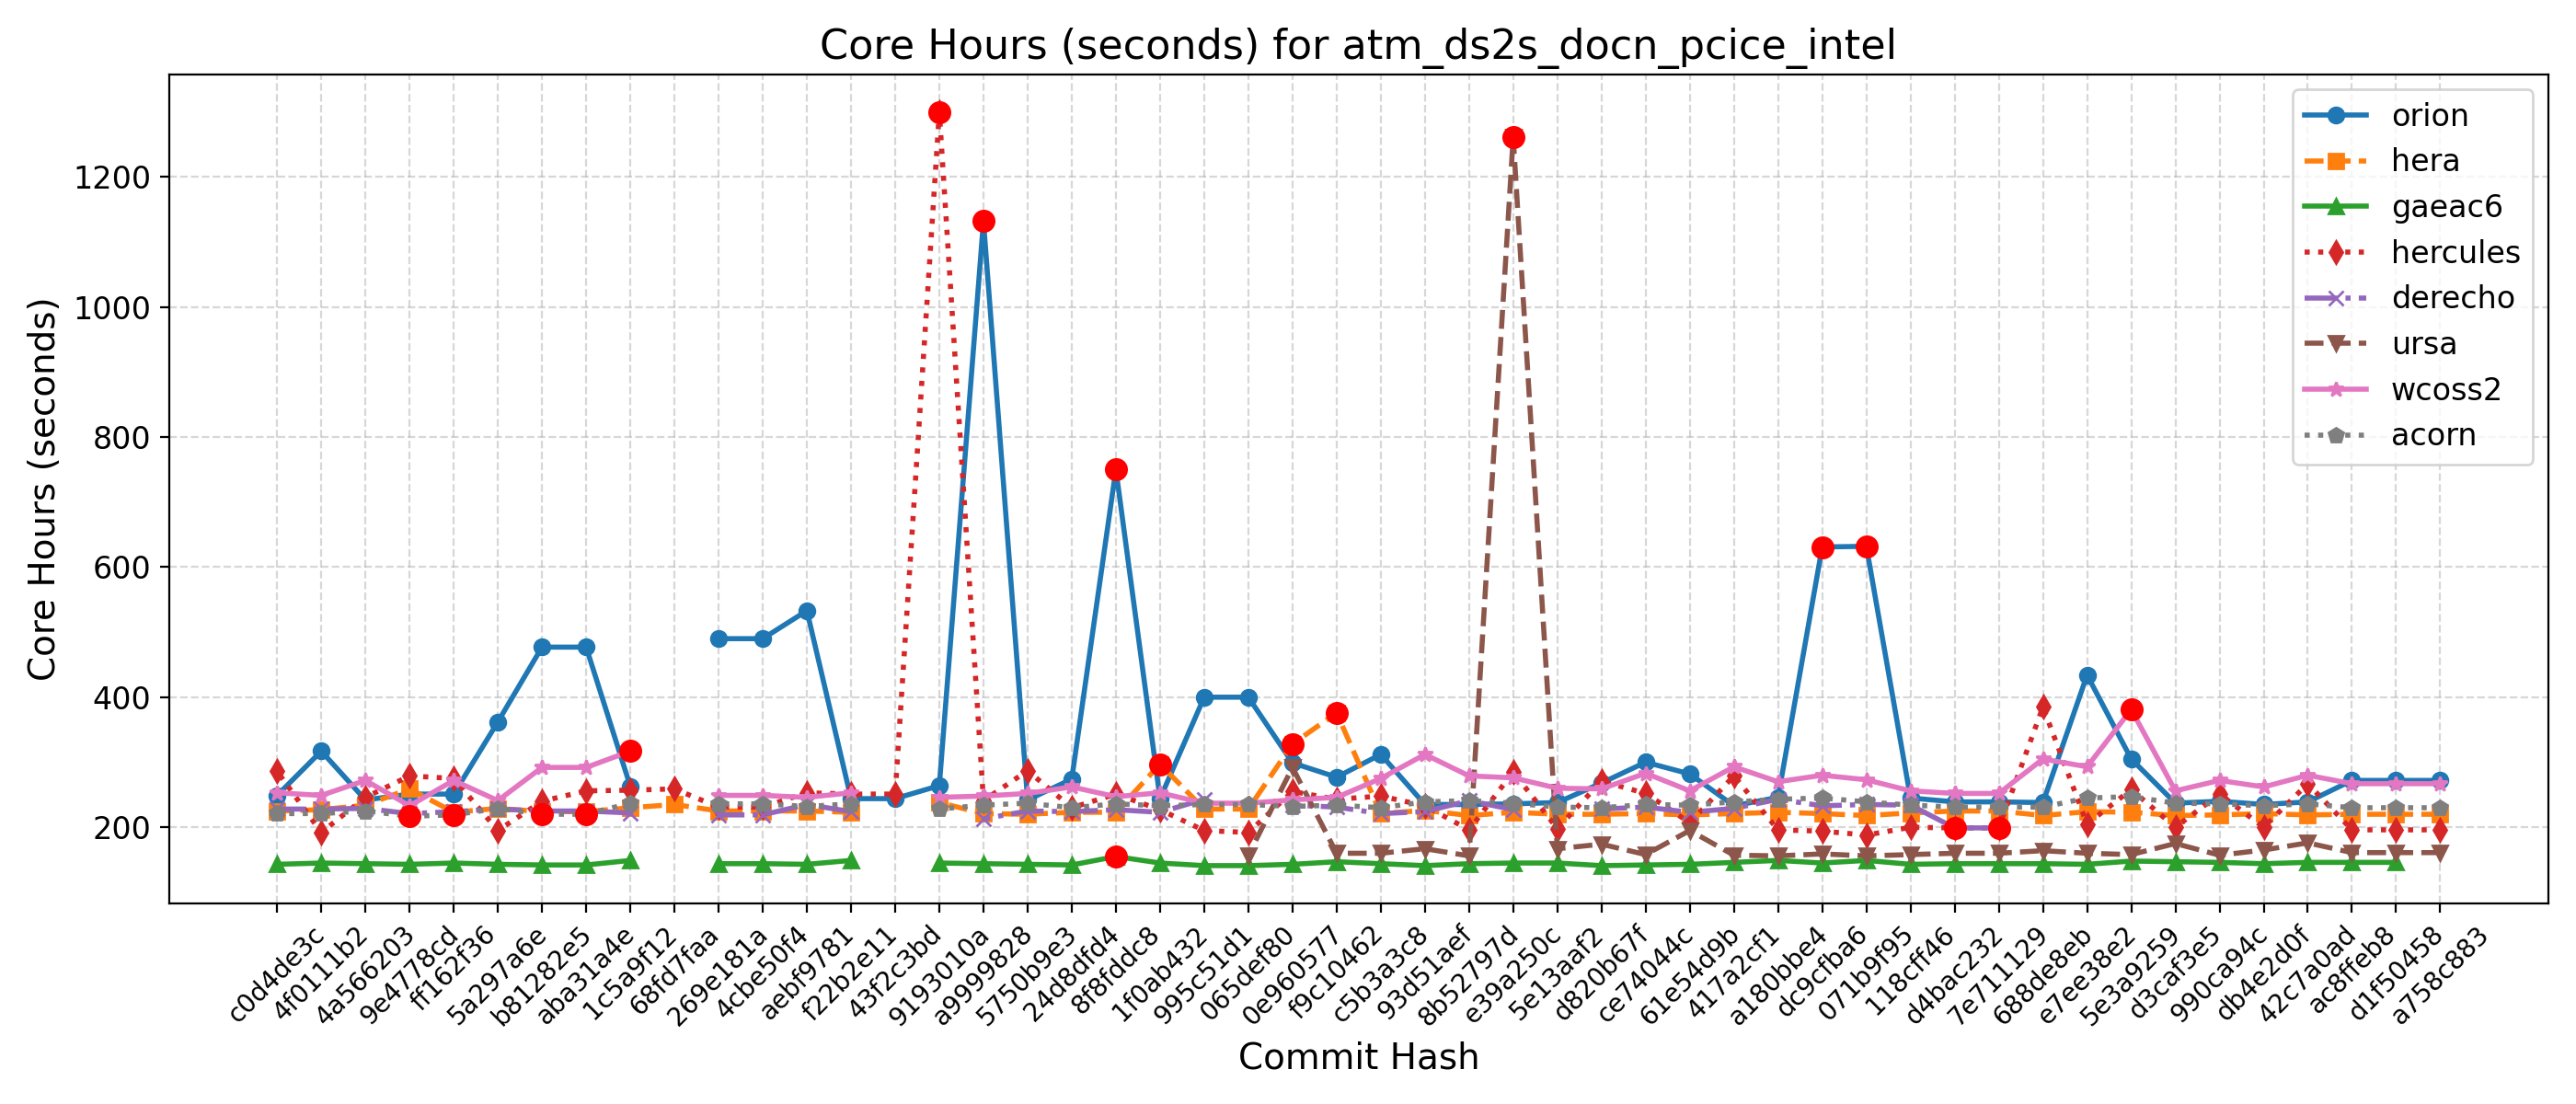 Core Hours (seconds) for atm_ds2s_docn_pcice_intel
Core Hours (seconds)
1200
1000
800
600
400
200
orion
hera
gaeac6
hercules
derecho
ursa
wcoss2
acorn
c0d4de3c
4f0111b2
4a566203
9e4778cd
ff162f36
5a297a6e
b81282e5
aba31a4e
1c5a9f12
68fd7faa
269e181a
4cbe50f4
aebf9781
f22b2e11
43f2c3bd
9193010a
a9999828
5750b9e3
24d8dfd4
8f8fddc8
1f0ab432
995c51d1
065def80
0e960577
f9c10462
c5b3a3c8
93d51aef
8b52797d
e39a250c
5e13aaf2
d820b67f
ce74044c
61e54d9b
417a2cf1
a180bbe4
dc9cfba6
071b9f95
118cff46
d4bac232
7e711129
688de8eb
e7ee38e2
5e3a9259
d3caf3e5
990ca94c
db4e2d0f
42c7a0ad
ac8ffeb8
d1f50458
a758c883
Commit Hash